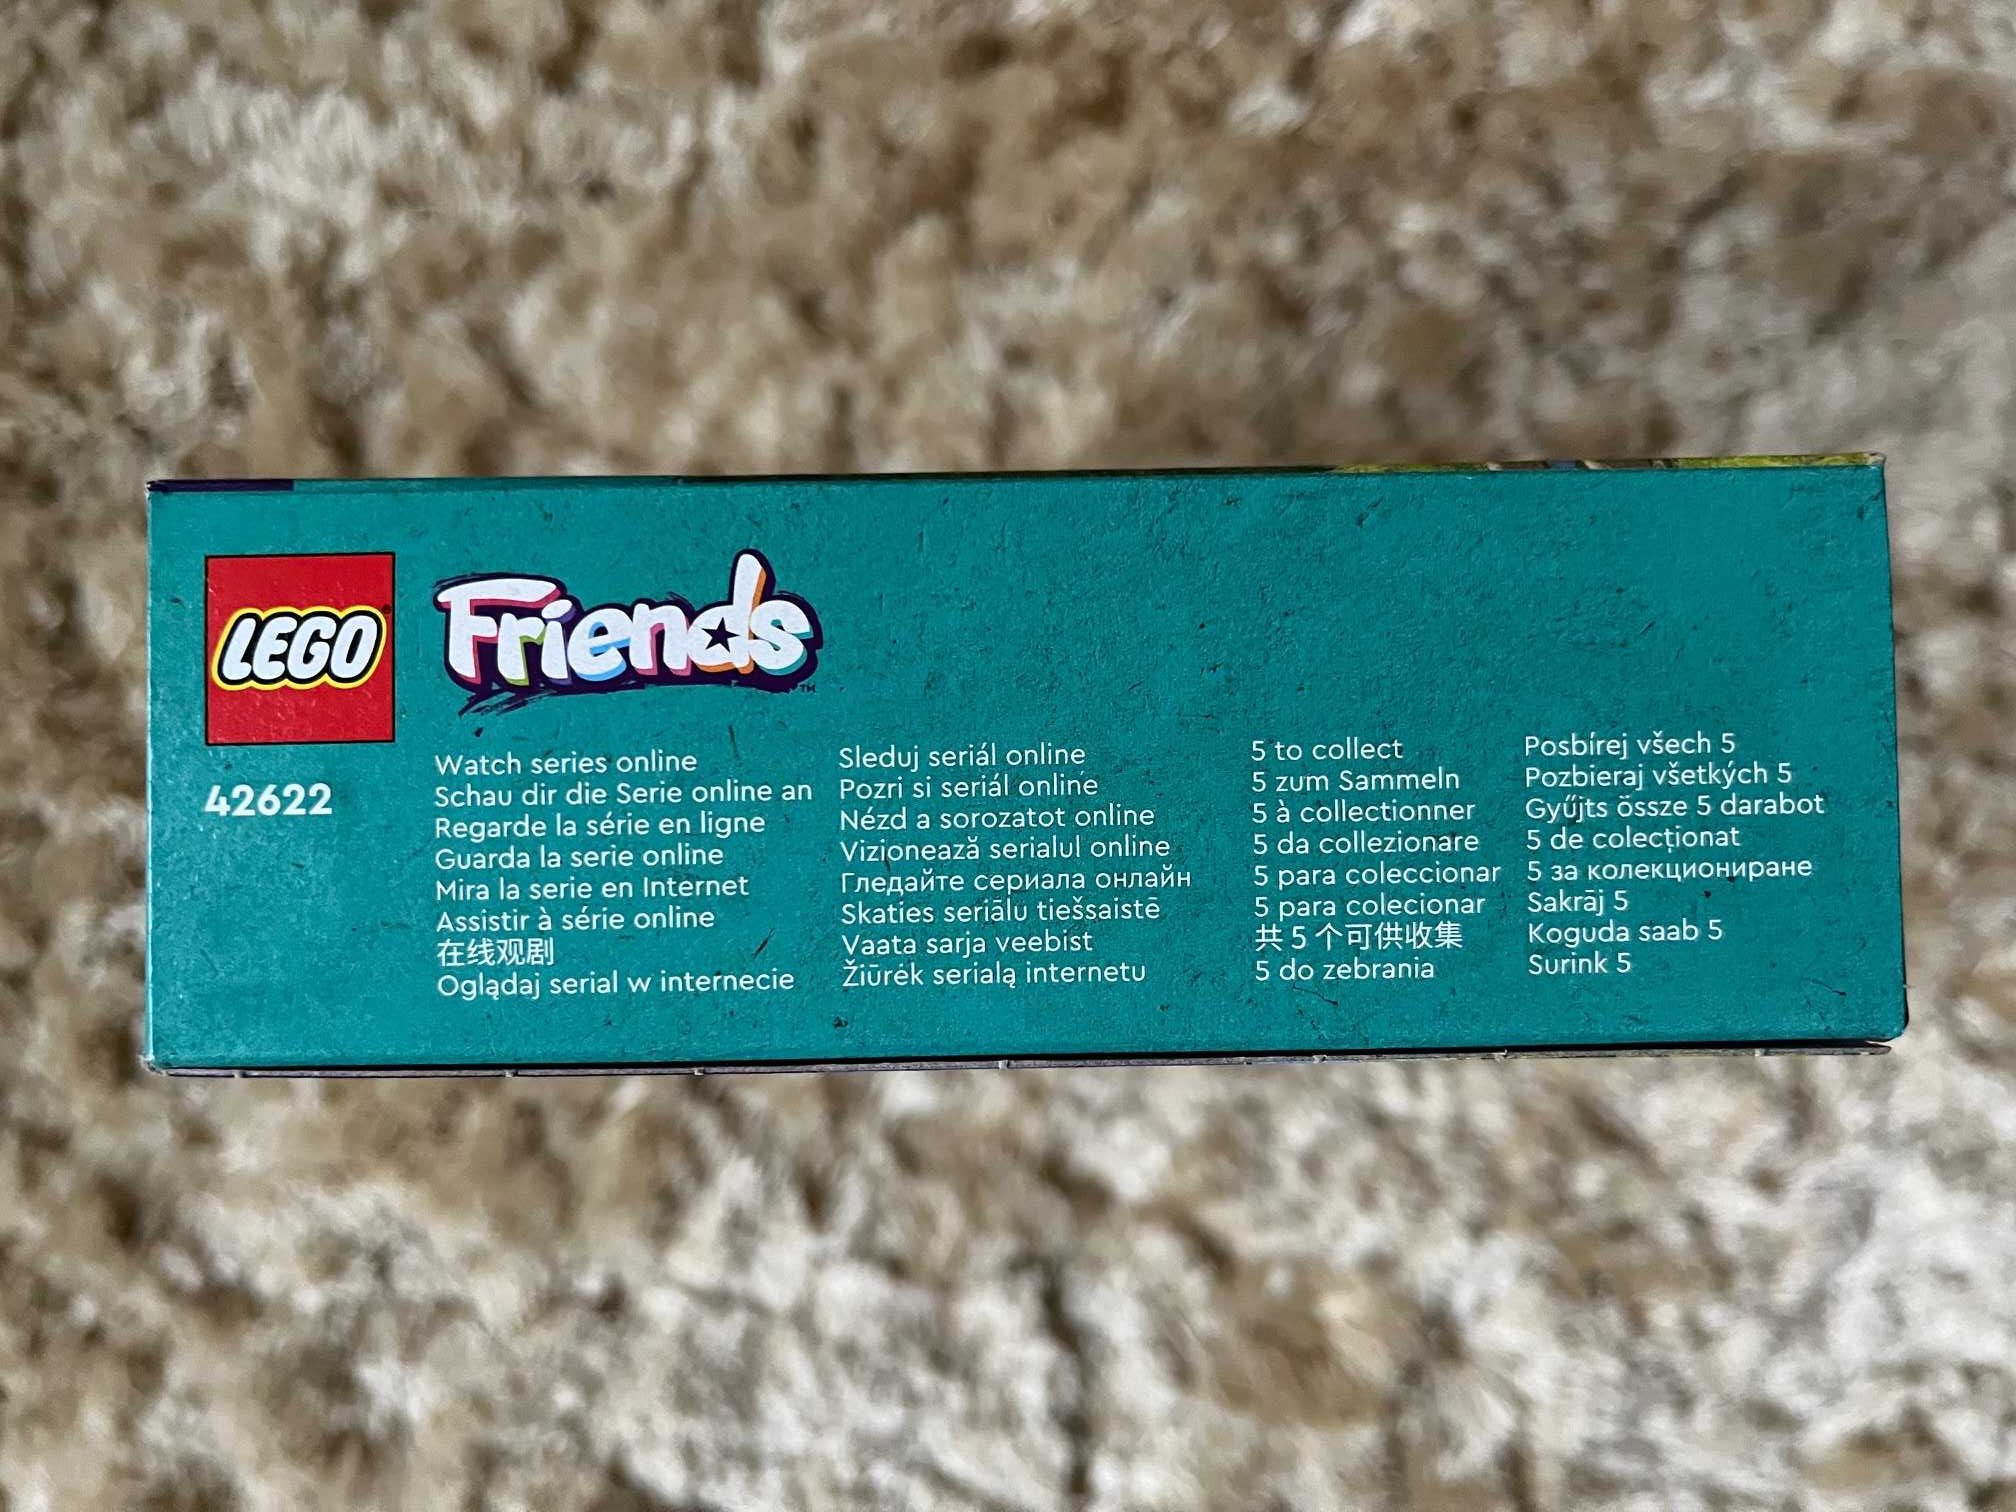 LEGO
Friends™
42622
Watch series online
Schau dir die Serie online an
Regarde la série en ligne
Guarda la serie online
Mira la serie en Internet
Assistir à série online
在线观剧
Oglądaj serial w internecie
Sleduj seriál online
Pozri si seriál online
Nézd a sorozatot online
Vizionează serialul online
Гледайте сериала онлайн
Skaties seriālu tiešsaistē
Vaata sarja veebist
Žiūrėk serialą internetu
5 to collect
5 zum Sammeln
5 à collectionner
5 da collezionare
5 para coleccionar
5 para colecionar
共 5 个可供收集
5 do zebrania
Posbírej všech 5
Pozbieraj všetkých 5
Gyűjts össze 5 darabot
5 de colecționat
5 за колекциониране
Sakrāj 5
Koguda saab 5
Surink 5